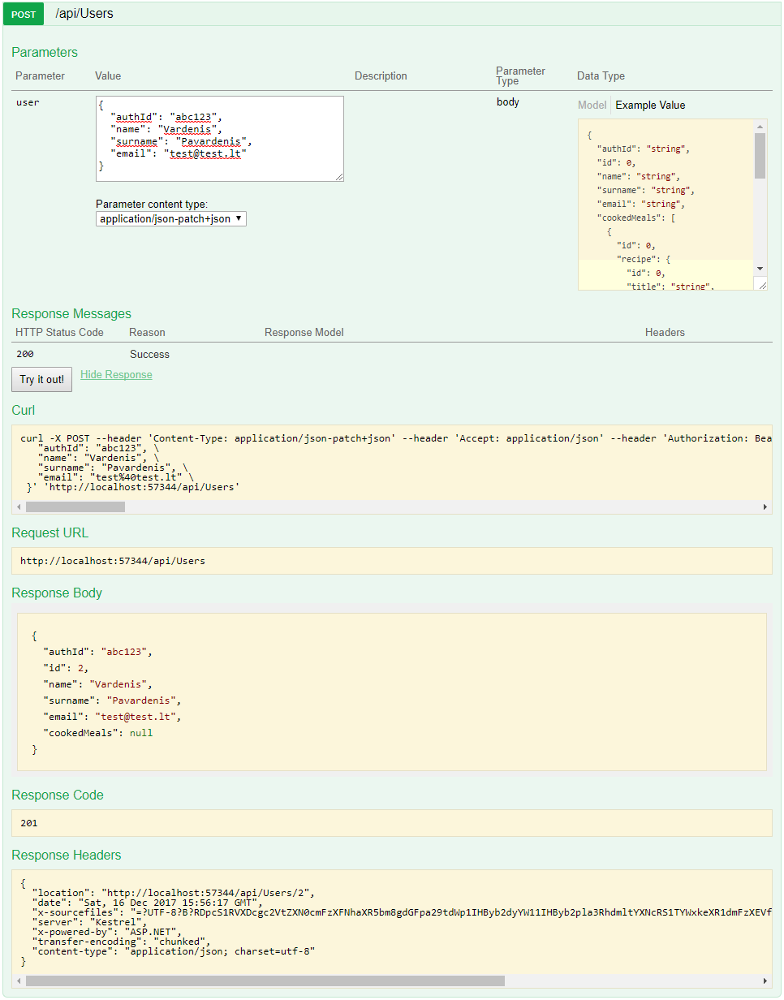 POST /api/Users
Parameters
Parameter Value Description Parameter Type Data Type
user
{
"authId": "abc123",
"name": "Vardenis",
"surname": "Pavardenis",
"email": "test@test.lt"
}
Parameter content type:
application/json-patch+json
body
Model Example Value
{
"authId": "string",
"id": 0,
"name": "string",
"surname": "string",
"email": "string",
"cookedMeals": [
{
"id": 0,
"recipe": {
"id": 0,
"title": "string",
Response Messages
HTTP Status Code Reason Response Model Headers
200 Success
Try it out! Hide Response
Curl
curl -X POST --header 'Content-Type: application/json-patch+json' --header 'Accept: application/json' --header 'Authorization: Bea
"authId": "abc123", \
"name": "Vardenis", \
"surname": "Pavardenis", \
"email": "test%40test.lt" \
}' 'http://localhost:57344/api/Users'
Request URL
http://localhost:57344/api/Users
Response Body
{
"authId": "abc123",
"id": 2,
"name": "Vardenis",
"surname": "Pavardenis",
"email": "test@test.lt",
"cookedMeals": null
}
Response Code
201
Response Headers
{
"location": "http://localhost:57344/api/Users/2",
"date": "Sat, 16 Dec 2017 15:56:17 GMT",
"x-sourcefiles": "=?UTF-8?B?RDpcS1RVXDcgc2VtZXN0cmFzXFNhaXR5bm8gdGFpa29tdWp1IHByb2dyYW11IHByb2pla3RhdmltYXNcRS1TYWxkeXR1dmFzXEVf
"server": "Kestrel",
"x-powered-by": "ASP.NET",
"transfer-encoding": "chunked",
"content-type": "application/json; charset=utf-8"
}